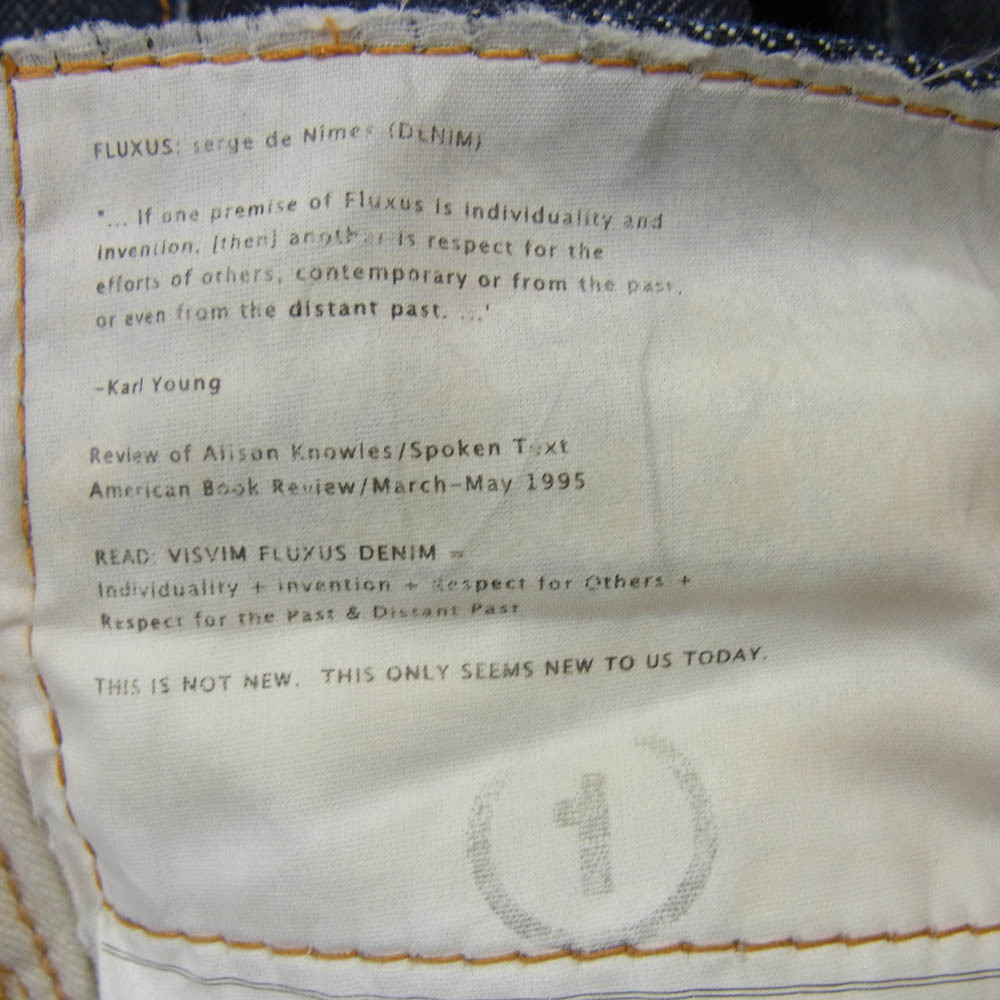 FLUXUS: serge de Nîmes (DENIM)
"... If one premise of Fluxus is individuality and
invention, [then] another is respect for the
efforts of others, contemporary or from the past,
or even from the distant past. ...'
–Karl Young
Review of Alison Knowles/Spoken Text
American Book Review/March–May 1995
READ: VISVIM FLUXUS DENIM =
Individuality + invention + Respect for Others +
Respect for the Past & Distant Past
THIS IS NOT NEW. THIS ONLY SEEMS NEW TO US TODAY.
1